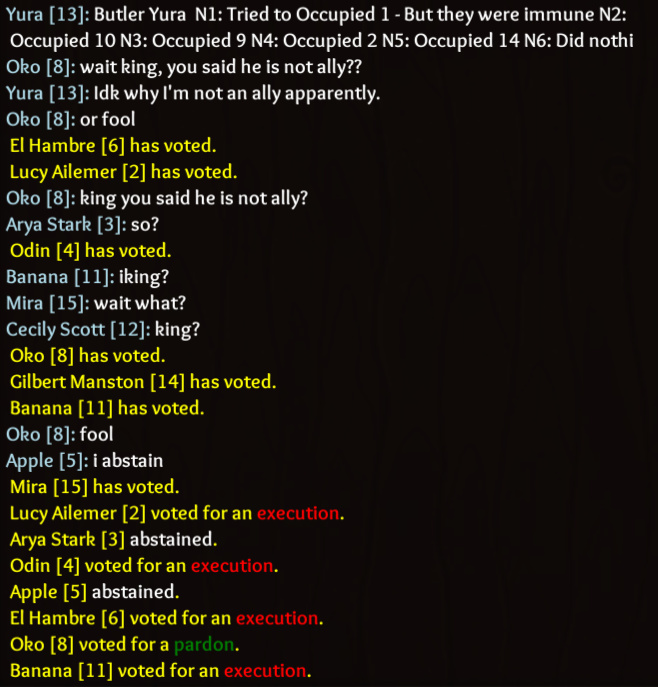 Yura [13]: Butler Yura  N1: Tried to Occupied 1 - But they were immune N2:
Occupied 10 N3: Occupied 9 N4: Occupied 2 N5: Occupied 14 N6: Did nothi
Oko [8]: wait king, you said he is not ally??
Yura [13]: Idk why I'm not an ally apparently.
Oko [8]: or fool
El Hambre [6] has voted.
Lucy Ailemer [2] has voted.
Oko [8]: king you said he is not ally?
Arya Stark [3]: so?
Odin [4] has voted.
Banana [11]: iking?
Mira [15]: wait what?
Cecily Scott [12]: king?
Oko [8] has voted.
Gilbert Manston [14] has voted.
Banana [11] has voted.
Oko [8]: fool
Apple [5]: i abstain
Mira [15] has voted.
Lucy Ailemer [2] voted for an execution.
Arya Stark [3] abstained.
Odin [4] voted for an execution.
Apple [5] abstained.
El Hambre [6] voted for an execution.
Oko [8] voted for a pardon.
Banana [11] voted for an execution.